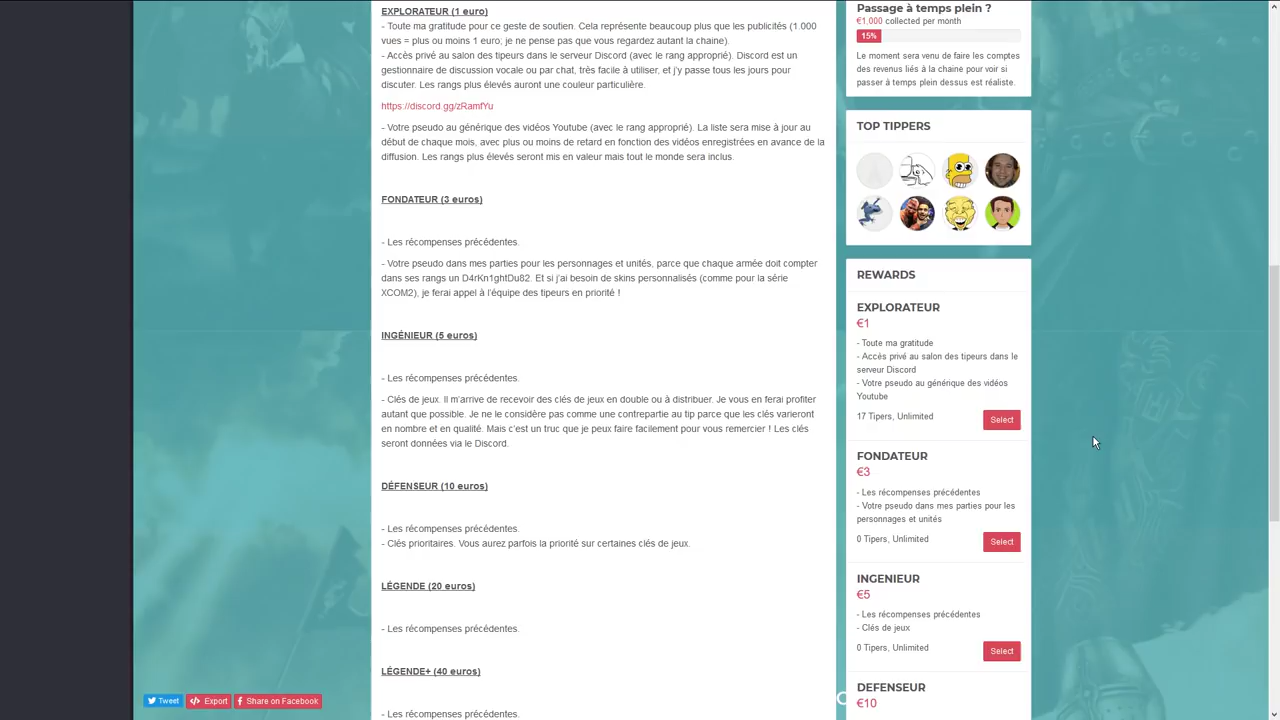 EXPLORATEUR (1 euro)
- Toute ma gratitude pour ce geste de soutien. Cela représente beaucoup plus que les publicités (1.000
vues = plus ou moins 1 euro; je ne pense pas que vous regardez autant la chaine).
- Accès privé au salon des tipeurs dans le serveur Discord (avec le rang approprié). Discord est un
gestionnaire de discussion vocale ou par chat, très facile à utiliser, et j'y passe tous les jours pour
discuter. Les rangs plus élevés auront une couleur particulière.
https://discord.gg/zRamfYu
- Votre pseudo au générique des vidéos Youtube (avec le rang approprié). La liste sera mise à jour au
début de chaque mois, avec plus ou moins de retard en fonction des vidéos enregistrées en avance de la
diffusion. Les rangs plus élevés seront mis en valeur mais tout le monde sera inclus.
FONDATEUR (3 euros)
- Les récompenses précédentes.
- Votre pseudo dans mes parties pour les personnages et unités, parce que chaque armée doit compter
dans ses rangs un D4rKn1ghtDu82. Et si j'ai besoin de skins personnalisés (comme pour la série
XCOM2), je ferai appel à l'équipe des tipeurs en priorité !
INGÉNIEUR (5 euros)
- Les récompenses précédentes.
- Clés de jeux. Il m'arrive de recevoir des clés de jeux en double ou à distribuer. Je vous en ferai profiter
autant que possible. Je ne le considère pas comme une contrepartie au tip parce que les clés varieront
en nombre et en qualité. Mais c'est un truc que je peux faire facilement pour vous remercier ! Les clés
seront données via le Discord.
DÉFENSEUR (10 euros)
- Les récompenses précédentes.
- Clés prioritaires. Vous aurez parfois la priorité sur certaines clés de jeux.
LÉGENDE (20 euros)
- Les récompenses précédentes.
LÉGENDE+ (40 euros)
- Les récompenses précédentes.
Passage à temps plein ?
€1,000 collected per month
15%
Le moment sera venu de faire les comptes
des revenus liés à la chaine pour voir si
passer à temps plein dessus est réaliste.
TOP TIPPERS
REWARDS
EXPLORATEUR
€1
- Toute ma gratitude
- Accès privé au salon des tipeurs dans le
serveur Discord
- Votre pseudo au générique des vidéos
Youtube
17 Tipers, Unlimited
Select
FONDATEUR
€3
- Les récompenses précédentes
- Votre pseudo dans mes parties pour les
personnages et unités
0 Tipers, Unlimited
Select
INGENIEUR
€5
- Les récompenses précédentes
- Clés de jeux
0 Tipers, Unlimited
Select
DEFENSEUR
€10
Tweet
Export
Share on Facebook